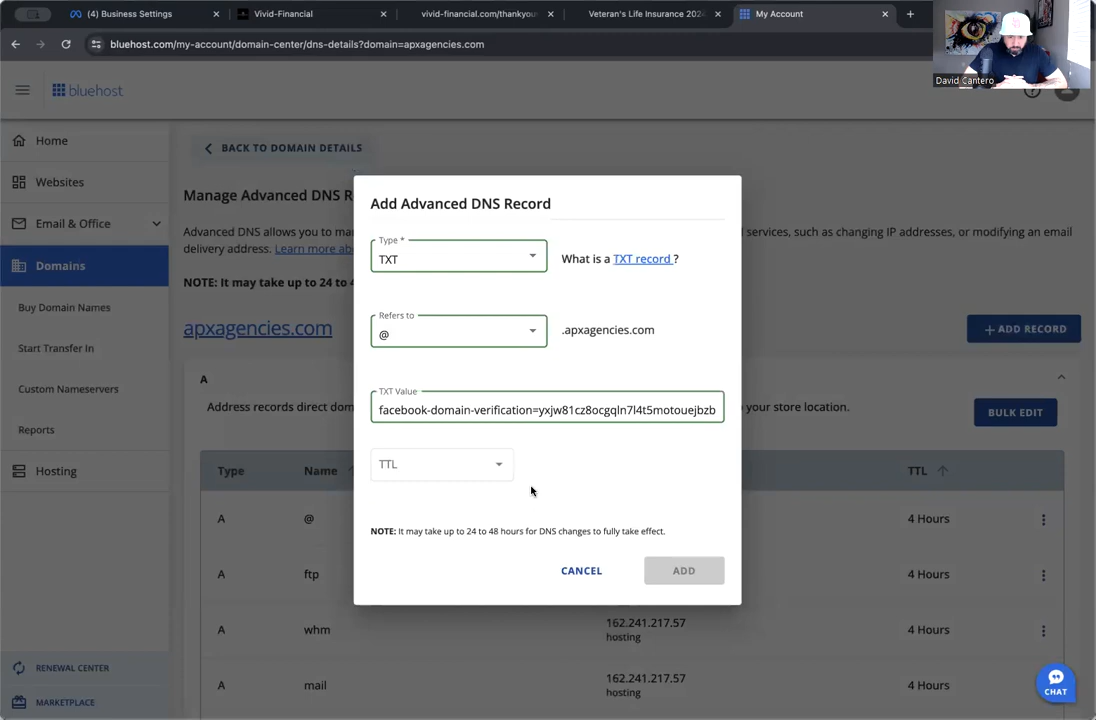 (4) Business Settings
Vivid-Financial
vivid-financial.com/thankyou
Veteran's Life Insurance 2024
My Account
bluehost.com/my-account/domain-center/dns-details?domain=apxagencies.com
David Cantero
bluehost
Home
Websites
Email & Office
Domains
Buy Domain Names
Start Transfer In
Custom Nameservers
Reports
Hosting
RENEWAL CENTER
MARKETPLACE
BACK TO DOMAIN DETAILS
Manage Advanced DNS R
Advanced DNS allows you to ma
services, such as changing IP addresses, or modifying an email
delivery address. Learn more abo
NOTE: It may take up to 24 to 4
apxagencies.com
ADD RECORD
A
Address records direct dom
your store location.
BULK EDIT
Type
Name
TTL
A
@
4 Hours
A
ftp
4 Hours
A
whm
162.241.217.57
hosting
4 Hours
A
mail
162.241.217.57
hosting
4 Hours
Add Advanced DNS Record
Type *
TXT
What is a TXT record ?
Refers to
@
.apxagencies.com
TXT Value
facebook-domain-verification=yxjw81cz8ocgqln7l4t5motouejbzb
TTL
NOTE: It may take up to 24 to 48 hours for DNS changes to fully take effect.
CANCEL
ADD
CHAT